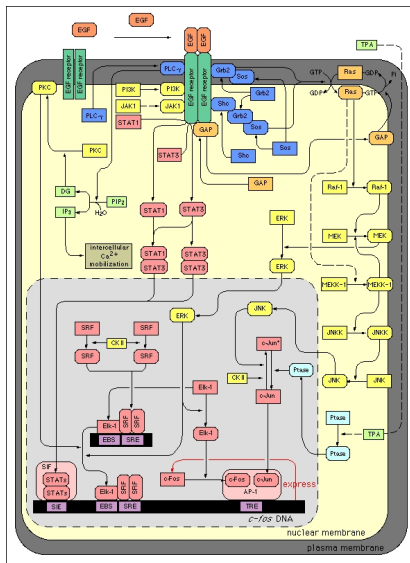 EGF
EGF
EGF
EGF
TPA
EGF receptor
EGF receptor
EGF receptor
EGF receptor
PKC
PLC-γ
PI3K
PI3K
JAK1
JAK1
STAT1
STAT3
PLC-γ
Grb2
Sos
Grb2
Shc
Grb2
Sos
Shc
Sos
GAP
GAP
GTP
GDP
Ras
GDP
Ras
GTP
Pi
GAP
PKC
DG
IP3
H2O
PIP2
intercellular
Ca2+
mobilization
STAT1
STAT3
STAT1
STAT3
STAT3
STAT3
ERK
ERK
Raf-1
Raf-1
MEK
MEK
MEKK-1
MEKK-1
JNKK
JNKK
JNK
JNK
ERK
JNK
SRF
SRF
CK II
SRF
SRF
c-Jun*
CK II
c-Jun
Ptase
Ptase
Ptase
TPA
Elk-1
Elk-1
SRF
SRF
EBS
SRE
Elk-1
SIF
STATs
STATs
SIE
Elk-1
SRF
SRF
EBS
SRE
c-Fos
c-Fos
c-Jun
AP-1
TRE
express
c-fos DNA
nuclear membrane
plasma membrane